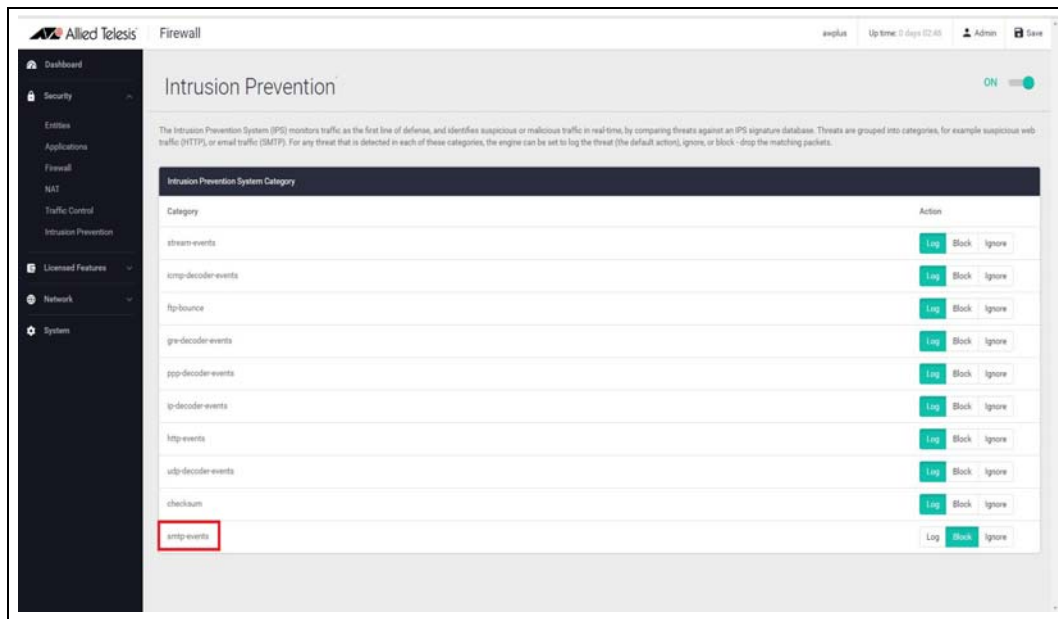 Allied Telesis
Firewall
awplus
Up time: 0 days 02:48
Admin
Save
Dashboard
Security
Entities
Applications
Firewall
NAT
Traffic Control
Intrusion Prevention
Licensed Features
Network
System
Intrusion Prevention
ON
The Intrusion Prevention System (IPS) monitors traffic as the first line of defense, and identifies suspicious or malicious traffic in real-time, by comparing threats against an IPS signature database. Threats are grouped into categories, for example suspicious web
traffic (HTTP), or email traffic (SMTP). For any threat that is detected in each of these categories, the engine can be set to log the threat (the default action), ignore, or block - drop the matching packets.
Intrusion Prevention System Category
Category Action
stream-events Log Block Ignore
icmp-decoder-events Log Block Ignore
ftp-bounce Log Block Ignore
gre-decoder-events Log Block Ignore
ppp-decoder-events Log Block Ignore
ip-decoder-events Log Block Ignore
http-events Log Block Ignore
udp-decoder-events Log Block Ignore
checksum Log Block Ignore
smtp-events Log Block Ignore